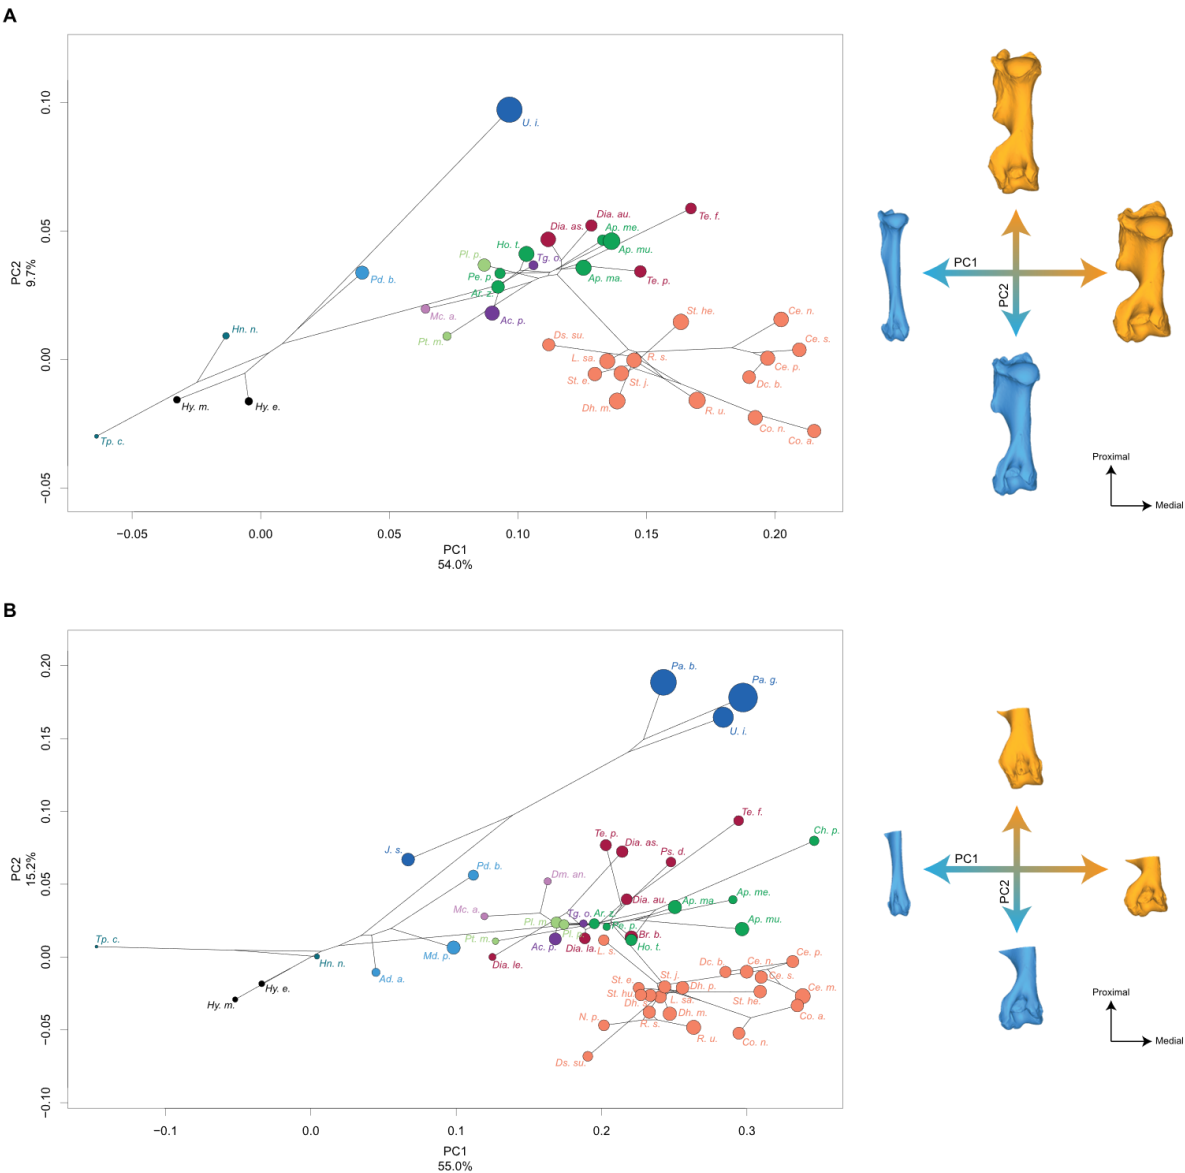 A
0.10
0.05
0.00
−0.05
PC2
9.7%
U. i.
Te. f.
Dia. au.
Dia. as.
Ap. me.
Ap. mu.
Ho. t.
Tg. o.
Pl. p.
Pe. p.
Ap. ma.
Te. p.
Pd. b.
Ar. z.
Mc. a.
Ac. p.
Pt. m.
Hn. n.
St. he.
Ce. n.
Ds. su.
Ce. s.
L. sa.
R. s.
Ce. p.
St. e.
St. j.
Dc. b.
Dh. m.
R. u.
Co. n.
Co. a.
Hy. m.
Hy. e.
Tp. c.
−0.05
0.00
0.05
0.10
0.15
0.20
PC1
54.0%
PC1
PC2
Proximal
Medial
B
0.20
0.15
0.10
0.05
0.00
−0.05
−0.10
PC2
15.2%
Pa. b.
Pa. g.
U. i.
Te. f.
Te. p.
Ch. p.
Dia. as.
Ps. d.
J. s.
Pd. b.
Dm. an.
Dia. au.
Ap. me.
Ap. ma.
Mc. a.
Tg. o.
Ar. z.
Pl. m.
Pe. p.
Ap. mu.
Pt. m.
Br. b.
Ac. p.
Dia. la.
Ho. t.
L. s.
Tp. c.
Md. p.
Dia. le.
Hn. n.
Ad. a.
Hy. e.
Hy. m.
Dc. b.
Ce. n.
Ce. p.
Ce. s.
St. e.
St. j.
Dh. p.
St. hu.
Dh.
L. sa.
St. he.
Ce. m.
N. p.
R. s.
Dh. m.
Co. a.
R. u.
Co. n.
Ds. su.
−0.1
0.0
0.1
0.2
0.3
PC1
55.0%
PC1
PC2
Proximal
Medial